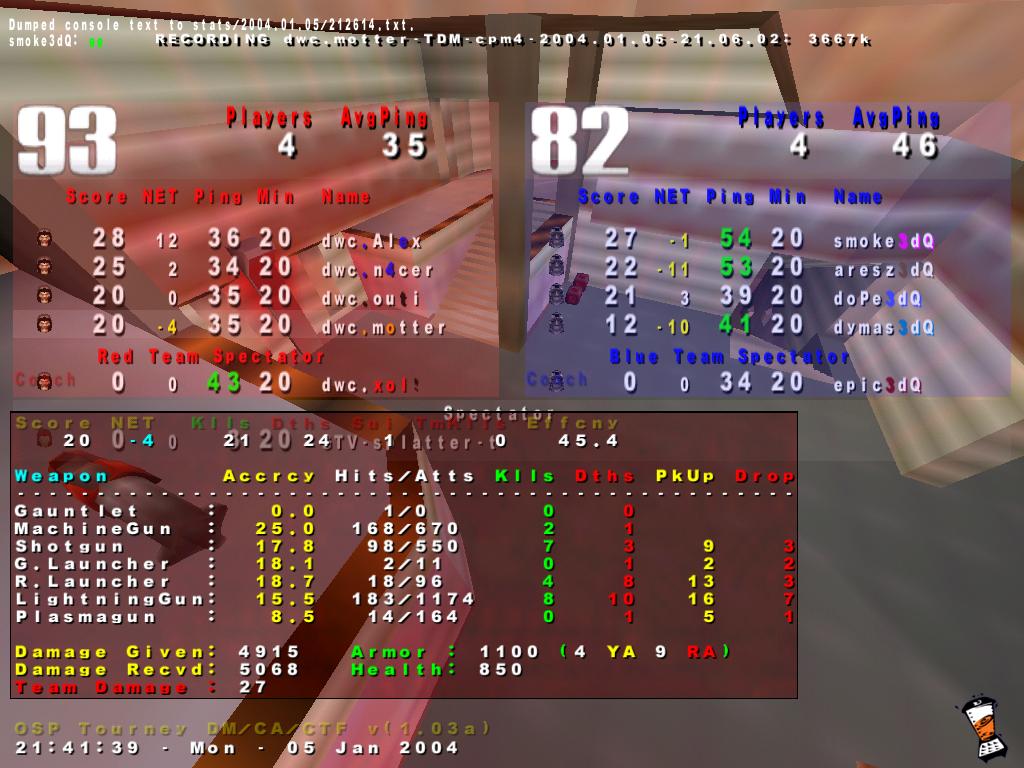 Dumped console text to stats/2004.01.05/212614.txt.
smoke3dQ: gg
RECORDING dwc.motter-TDM-cpm4-2004.01.05-21.06.02: 3667k
93 Players AvgPing
4 35
Score NET Ping Min Name
28 12 36 20 dwc.Alex
25 2 34 20 dwc.n4cer
20 0 35 20 dwc.outi
20 -4 35 20 dwc.motter
Red Team Spectator
Coach 0 0 43 20 dwc.xol!
82 Players AvgPing
4 46
Score NET Ping Min Name
27 -1 54 20 smoke3dQ
22 -11 53 20 aresz3dQ
21 3 39 20 doPe3dQ
12 -10 41 20 dymas3dQ
Blue Team Spectator
Coach 0 0 34 20 epic3dQ
Spectator
Score NET Klls Dths Sui TmKlls Effcny
20 -4 21 24 1 0 45.4
0 0 20
Weapon Accrcy Hits/Atts Klls Dths PkUp Drop
Gauntlet : 0.0 1/0 0 0
MachineGun : 25.0 168/670 2 1
Shotgun : 17.8 98/550 7 3 9 3
G.Launcher : 18.1 2/11 0 1 2 2
R.Launcher : 18.7 18/96 4 8 13 3
LightningGun: 15.5 183/1174 8 10 16 7
Plasmagun : 8.5 14/164 0 1 5 1
Damage Given: 4915 Armor : 1100 (4 YA 9 RA)
Damage Recvd: 5068 Health: 850
Team Damage : 27
OSP Tourney DM/CA/CTF v(1.03a)
21:41:39 - Mon - 05 Jan 2004